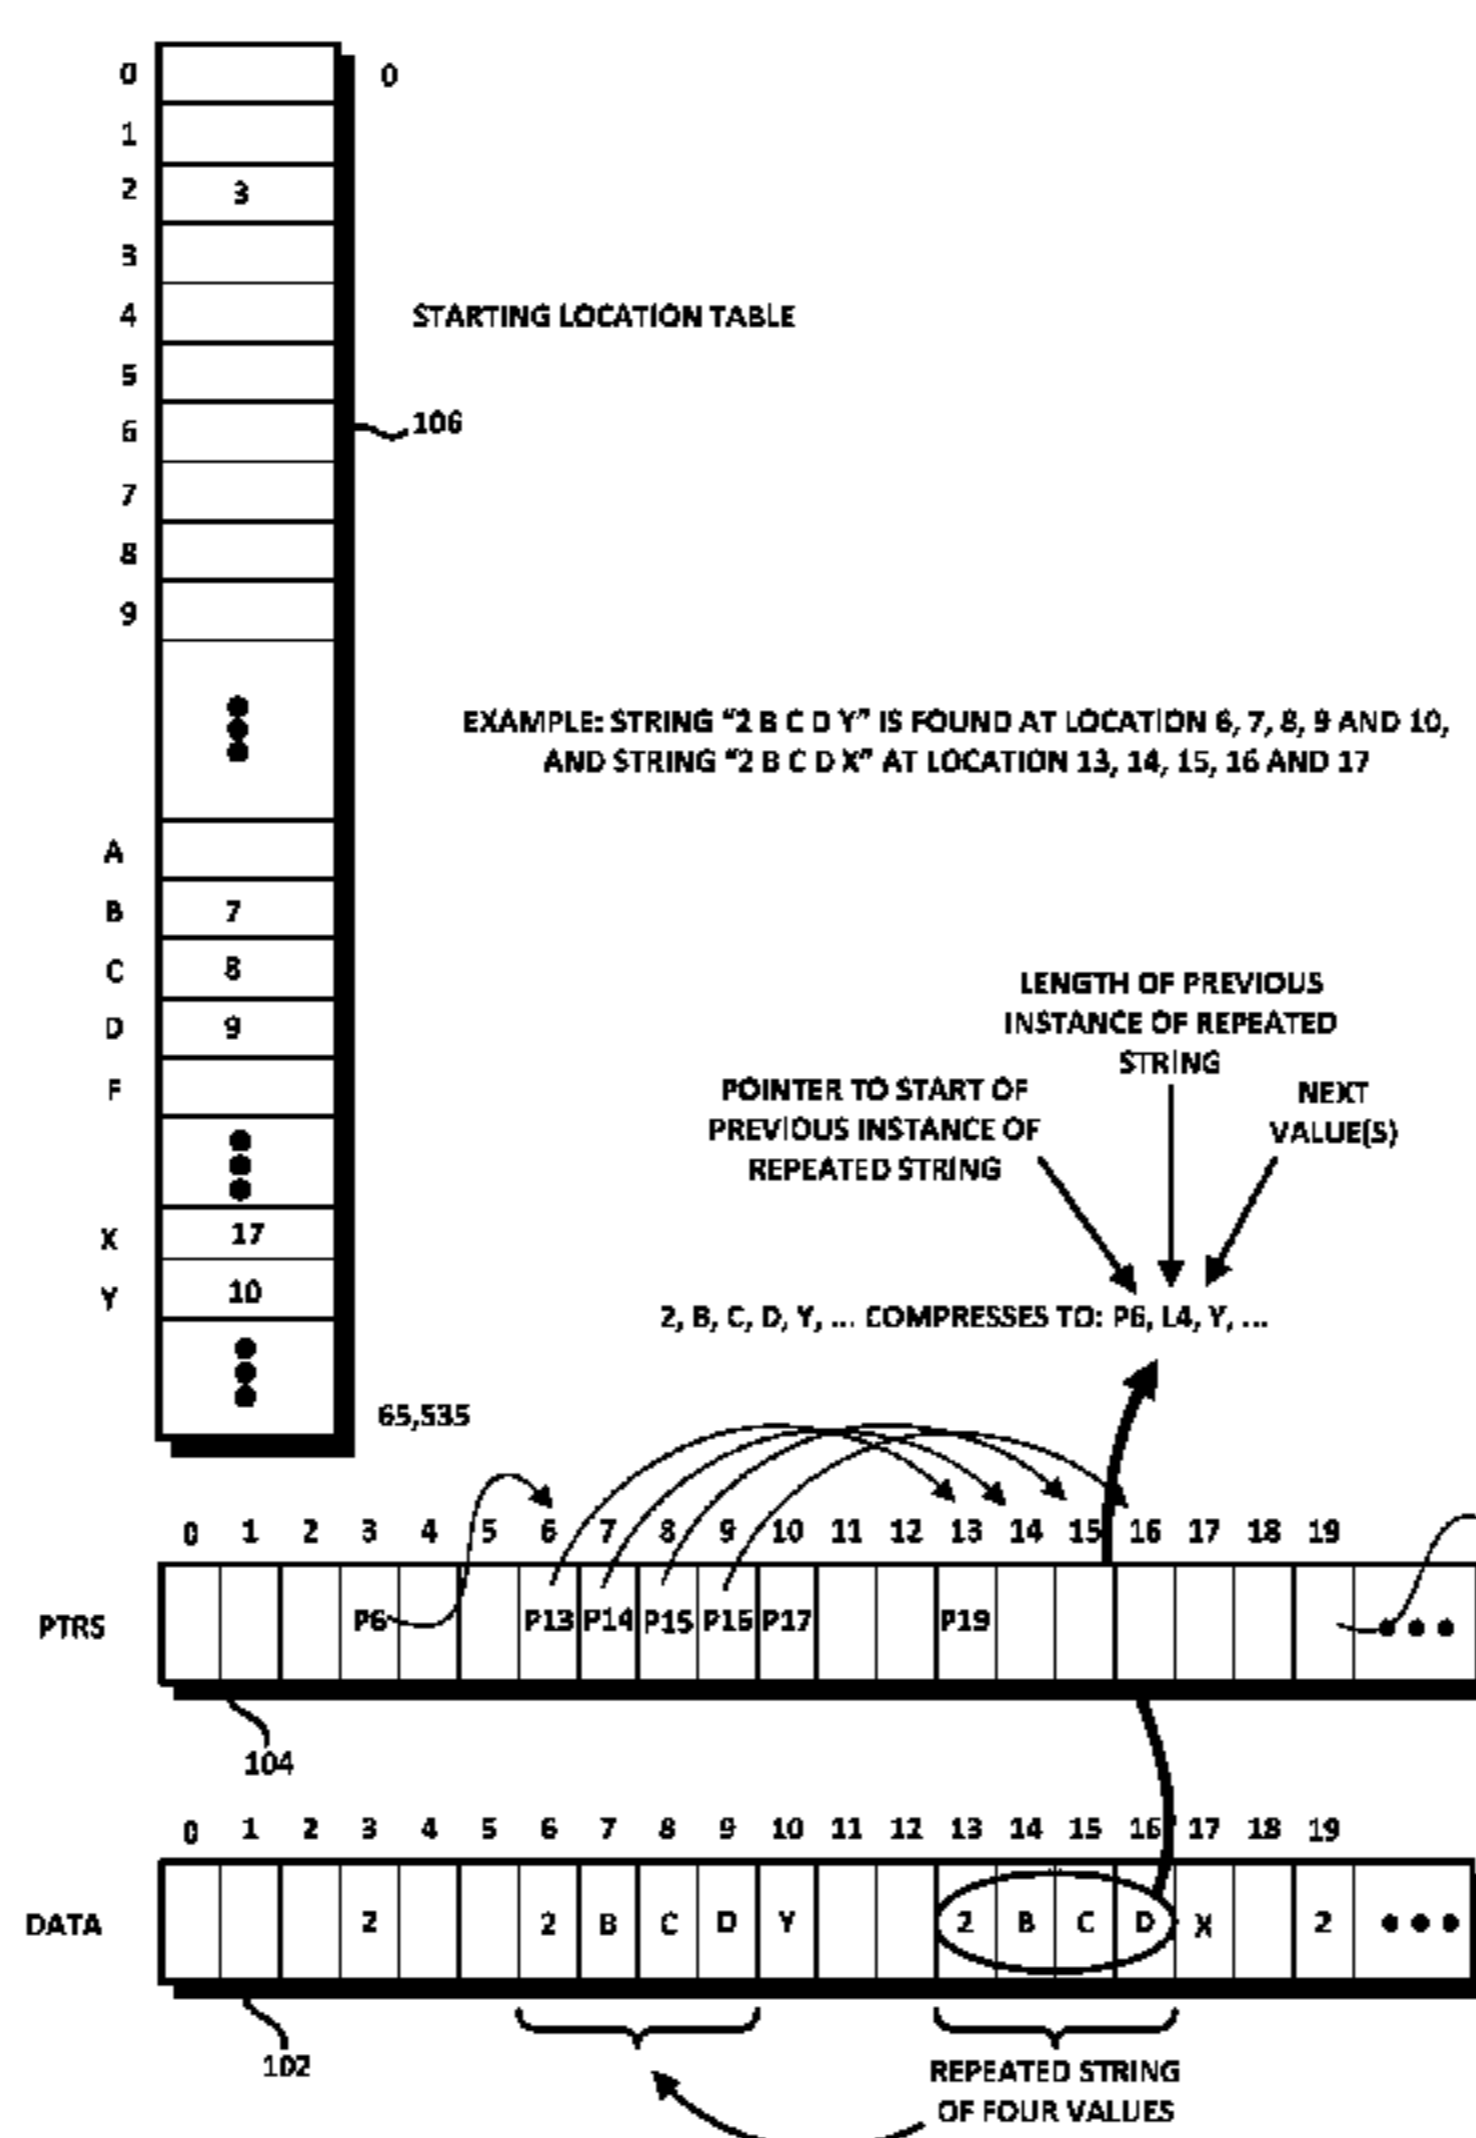 0 0
1
2 3
3
4 STARTING LOCATION TABLE
5
6 106
7
8
9
EXAMPLE: STRING “2 B C D Y” IS FOUND AT LOCATION 6, 7, 8, 9 AND 10,
AND STRING “2 B C D X” AT LOCATION 13, 14, 15, 16 AND 17
A
B 7
C 8
D 9
F
X 17
Y 10
65,535
LENGTH OF PREVIOUS
INSTANCE OF REPEATED
STRING
POINTER TO START OF
PREVIOUS INSTANCE OF
REPEATED STRING
NEXT
VALUE(S)
2, B, C, D, Y, ... COMPRESSES TO: P6, L4, Y, ...
0 1 2 3 4 5 6 7 8 9 10 11 12 13 14 15 16 17 18 19
PTRS P6 P13 P14 P15 P16 P17 P19
104
0 1 2 3 4 5 6 7 8 9 10 11 12 13 14 15 16 17 18 19
DATA 2 2 B C D Y 2 B C D X 2
102
REPEATED STRING
OF FOUR VALUES